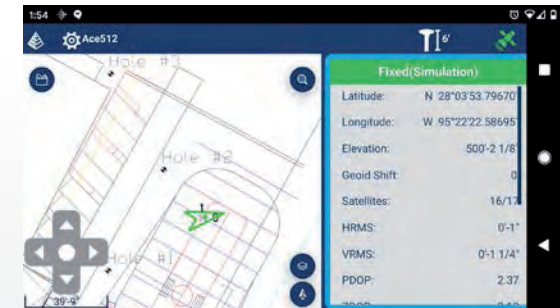 1:54
Ace512
6'
Hole #3
Hole #2
Hole #1
1
39'-9"
Fixed(Simulation)
Latitude: N 28°03'53.79670"
Longitude: W 95°22'22.58695"
Elevation: 500'-2 1/8"
Geoid Shift: 0
Satellites: 16/17
HRMS: 0'-1"
VRMS: 0'-1 1/4"
PDOP: 2.37